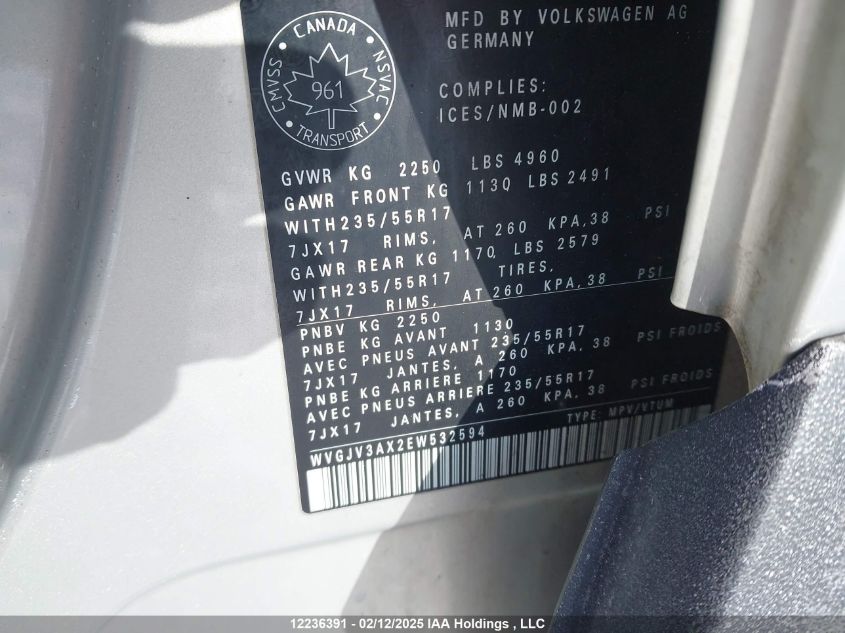 MFD BY VOLKSWAGEN AG
GERMANY
CANADA
CMVSS
NSVAC
961
TRANSPORT
COMPLIES:
ICES/NMB-002
GVWR KG 2250 LBS 4960
GAWR FRONT KG 1130 LBS 2491
WITH235/55R17
7JX17 RIMS, AT 260 KPA,38 PSI
GAWR REAR KG 1170, LBS 2579
WITH235/55R17 TIRES,
7JX17 RIMS, AT 260 KPA,38 PSI
PNBV KG 2250
PNBE KG AVANT 1130
AVEC PNEUS AVANT 235/55R17
7JX17 JANTES, A 260 KPA, 38 PSI FROIDS
PNBE KG ARRIERE 1170
AVEC PNEUS ARRIERE 235/55R17
7JX17 JANTES, A 260 KPA, 38 PSI FROIDS
WVGJV3AX2EW532594 TYPE: MPV/VTUM
12236391 - 02/12/2025 IAA Holdings , LLC